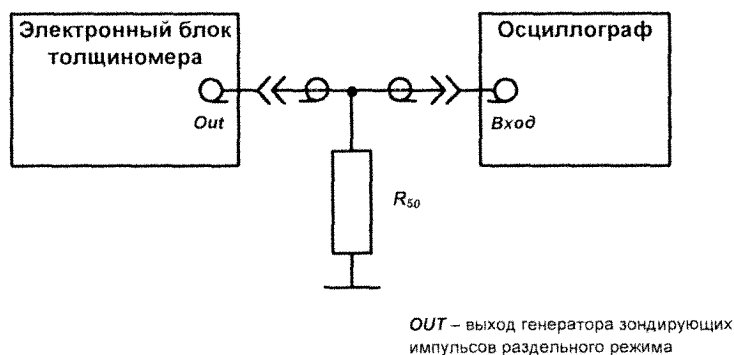 Электронный блок
толщиномера
Осциллограф
Out
Вход
R₅₀
OUT – выход генератора зондирующих
импульсов раздельного режима